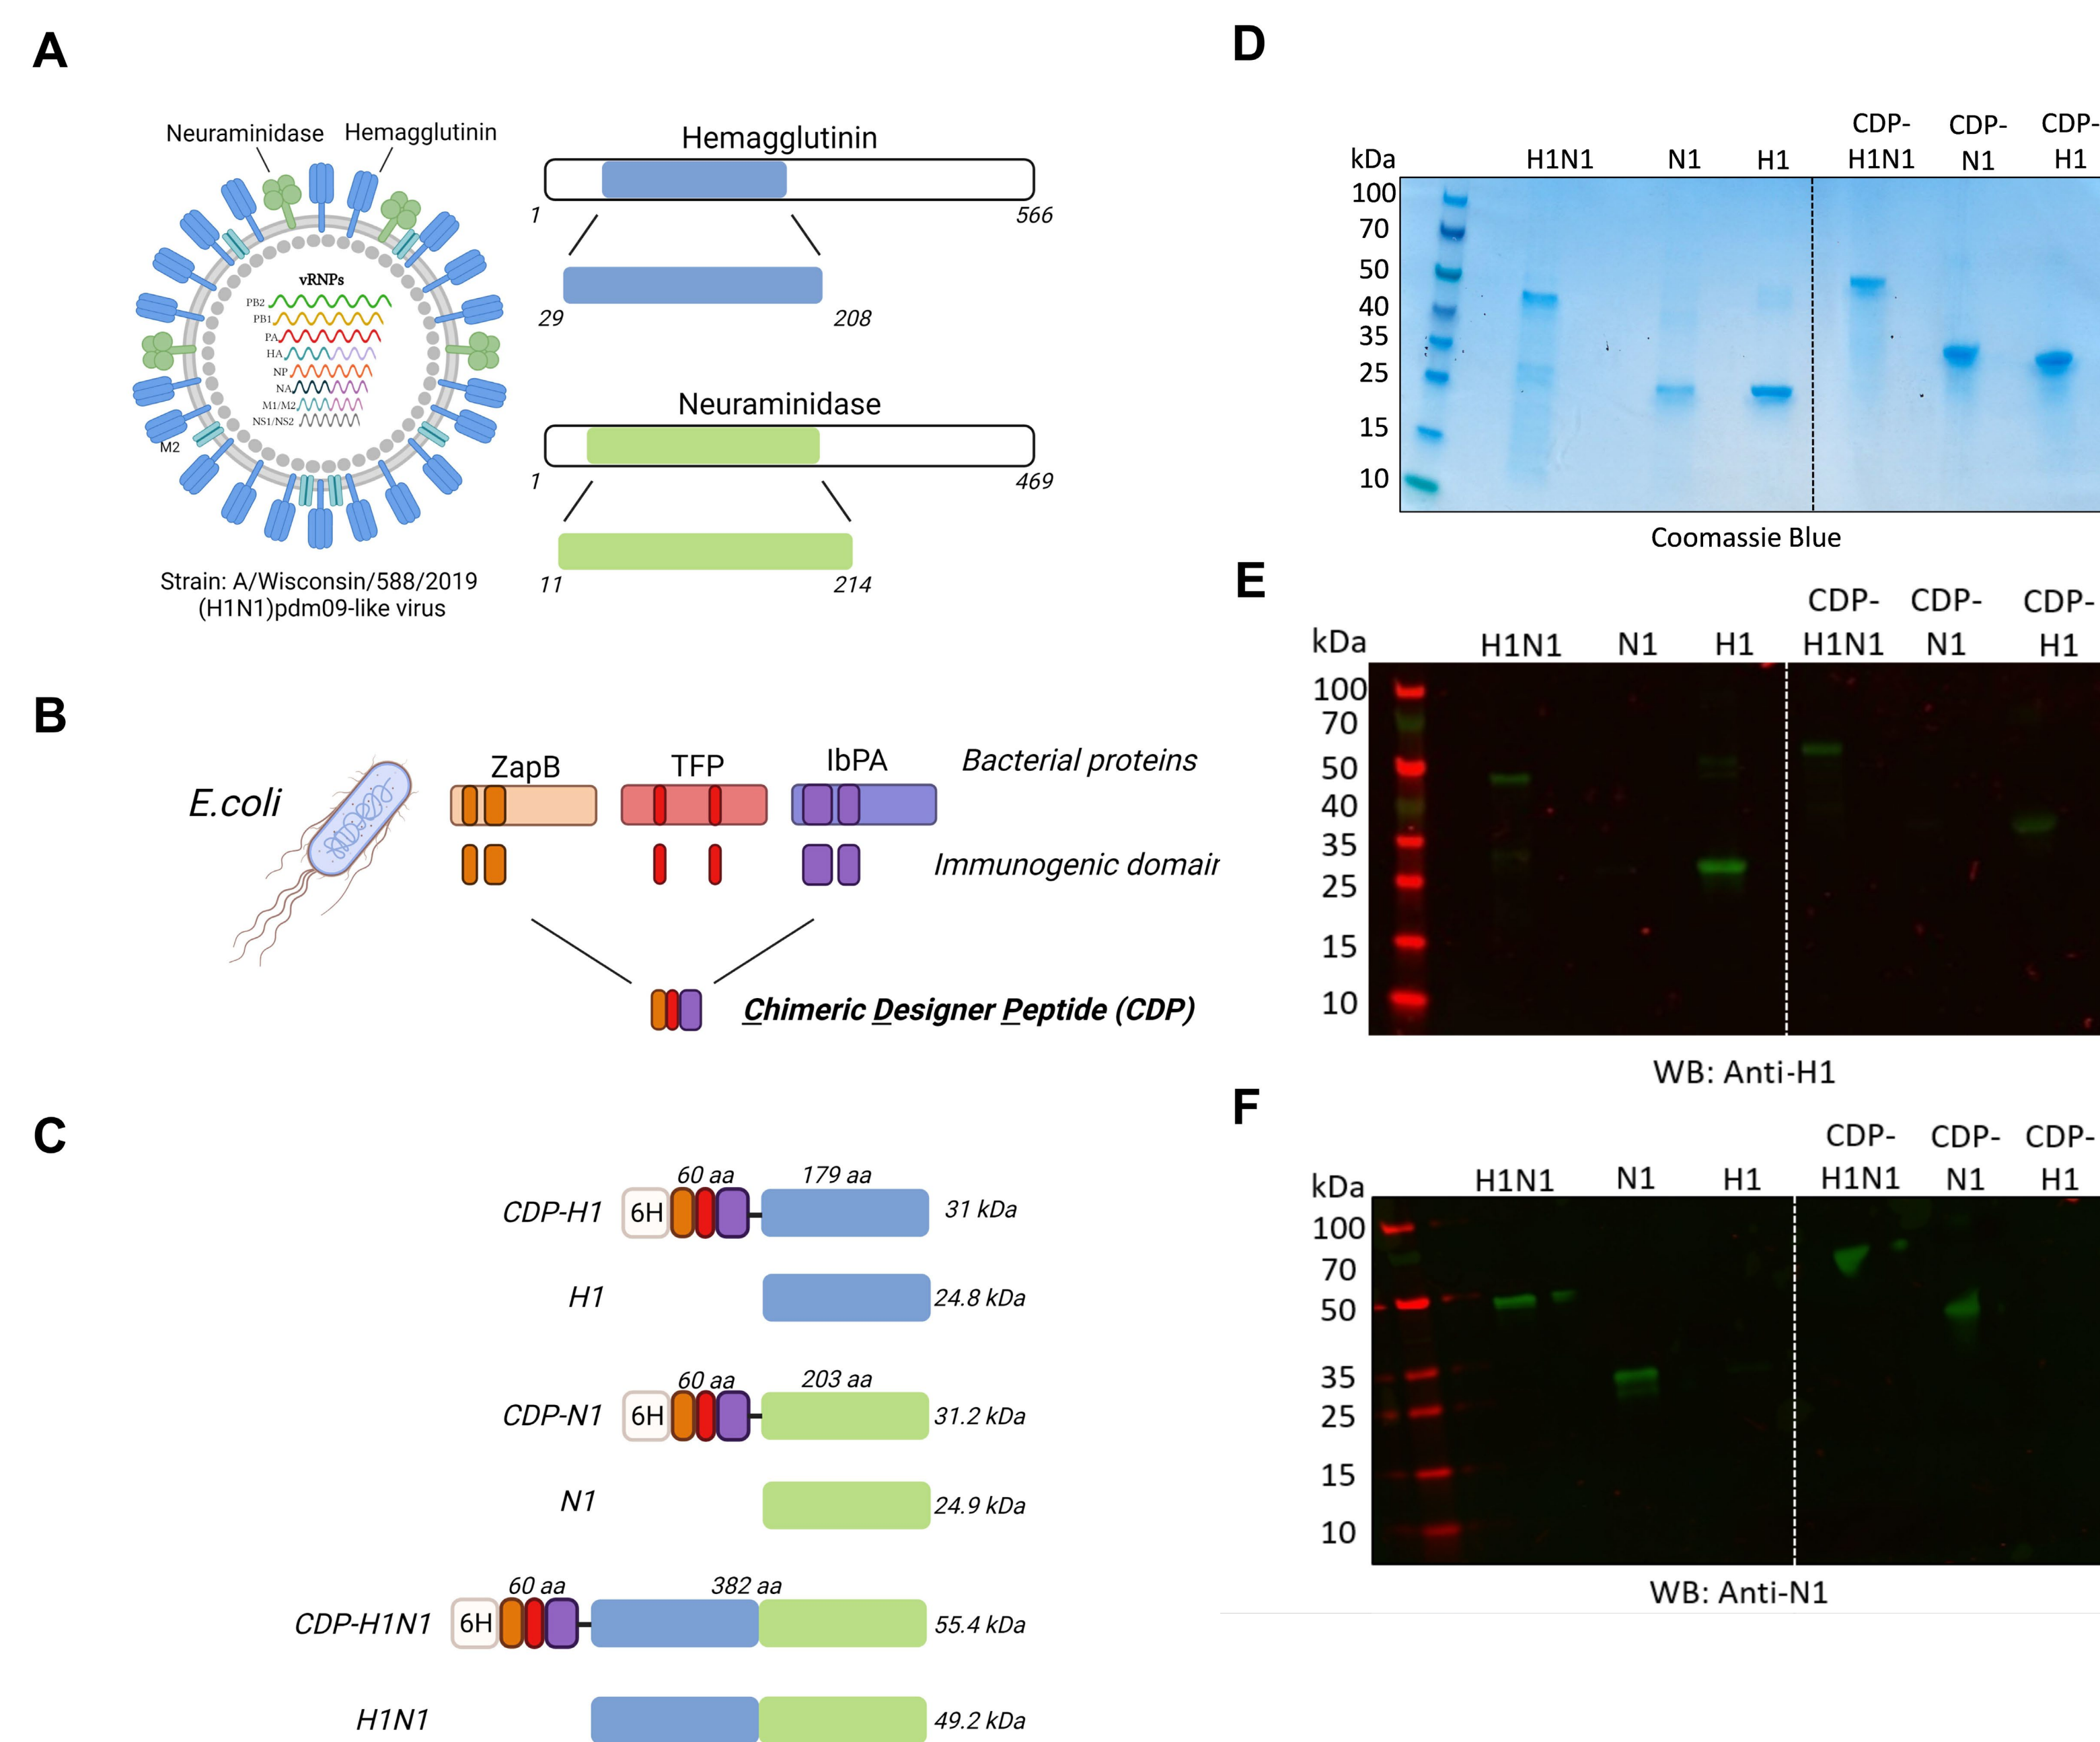 A
Neuraminidase Hemagglutinin
vRNPs
PB2
PB1
PA
HA
NP
NA
M1/M2
NS1/NS2
M2
Strain: A/Wisconsin/588/2019
(H1N1)pdm09-like virus
Hemagglutinin
1 566
29 208
Neuraminidase
1 469
11 214
B
E.coli
ZapB TFP IbPA Bacterial proteins
Immunogenic domair
Chimeric Designer Peptide (CDP)
C
60 aa 179 aa
CDP-H1 6H 31 kDa
H1 24.8 kDa
60 aa 203 aa
CDP-N1 6H 31.2 kDa
N1 24.9 kDa
60 aa 382 aa
CDP-H1N1 6H 55.4 kDa
H1N1 49.2 kDa
D
CDP- CDP- CDP-
kDa H1N1 N1 H1 H1N1 N1 H1
100
70
50
40
35
25
15
10
Coomassie Blue
E
CDP- CDP- CDP-
kDa H1N1 N1 H1 H1N1 N1 H1
100
70
50
40
35
25
15
10
WB: Anti-H1
F
CDP- CDP- CDP-
kDa H1N1 N1 H1 H1N1 N1 H1
100
70
50
35
25
15
10
WB: Anti-N1